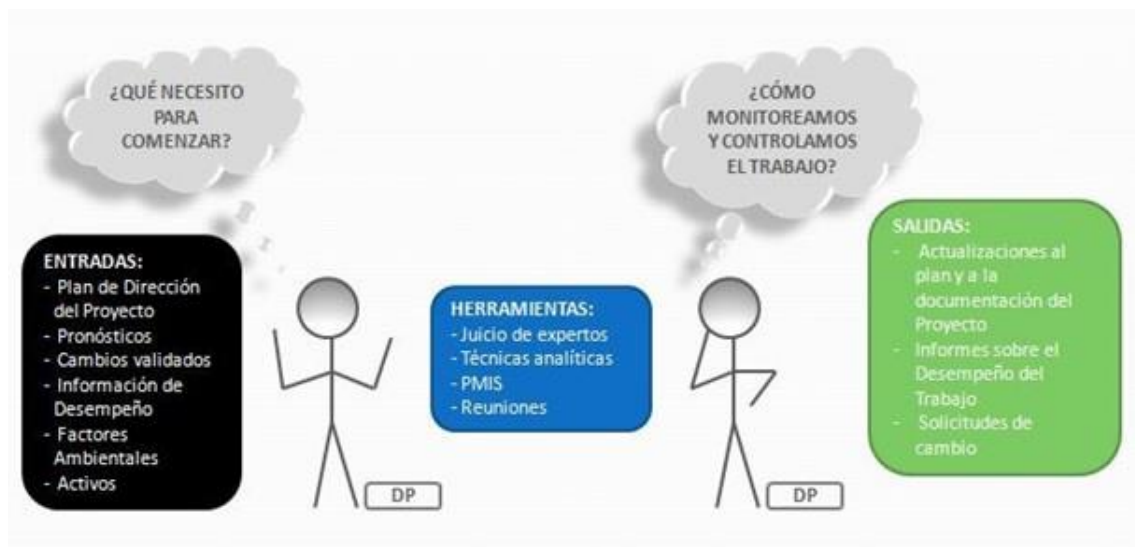 ¿QUÉ NECESITO
PARA
COMENZAR?
¿CÓMO
MONITOREAMOS
Y CONTROLAMOS
EL TRABAJO?
ENTRADAS:
- Plan de Dirección
del Proyecto
- Pronósticos
- Cambios validados
- Información de
Desempeño
- Factores
Ambientales
- Activos
HERRAMIENTAS:
- Juicio de expertos
- Técnicas analíticas
- PMIS
- Reuniones
SALIDAS:
- Actualizaciones al
plan y a la
documentación del
Proyecto
- Informes sobre el
Desempeño del
Trabajo
- Solicitudes de
cambio
DP
DP